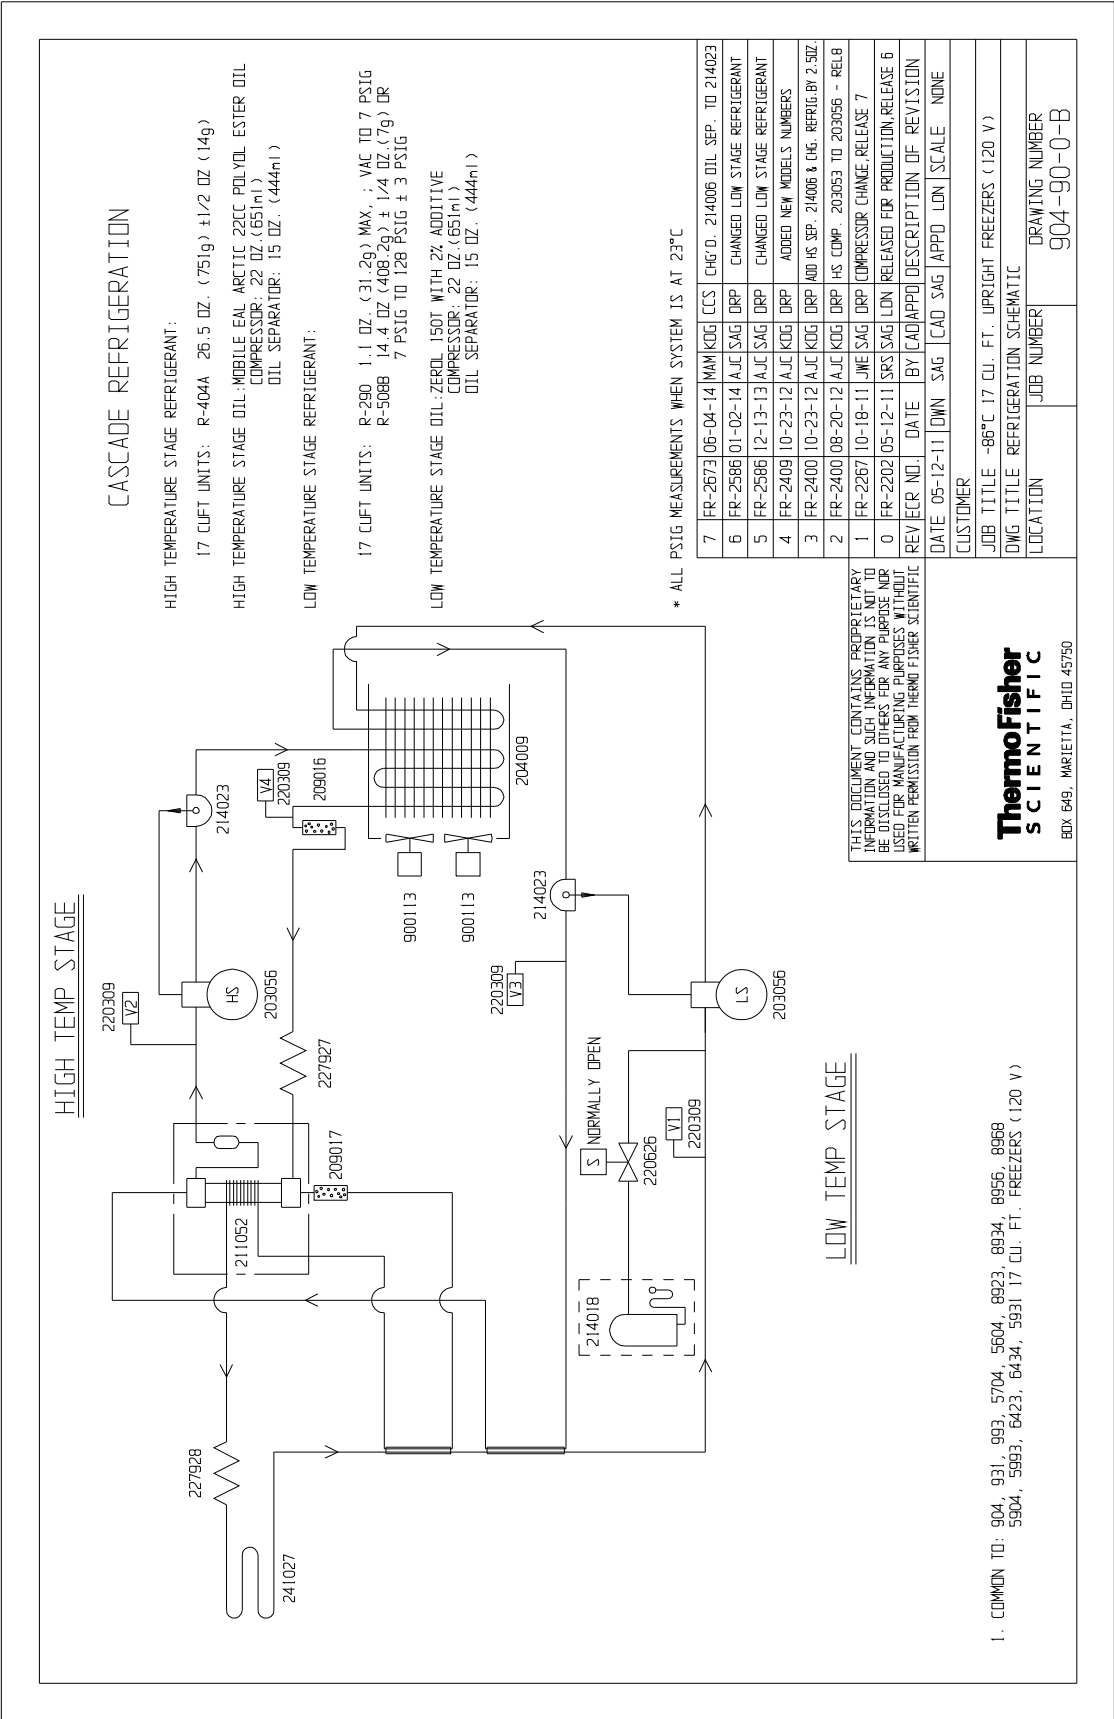 CASCADE REFRIGERATION
HIGH TEMPERATURE STAGE REFRIGERANT:
17 CUFT UNITS: R-404A 26.5 OZ. (751g) ±1/2 OZ (14g)
HIGH TEMPERATURE STAGE OIL:MOBILE EAL ARCTIC 22CC POLYOL ESTER OIL
COMPRESSOR: 22 OZ.(651ml)
OIL SEPARATOR: 15 OZ. (444ml)
LOW TEMPERATURE STAGE REFRIGERANT:
17 CUFT UNITS: R-290 1.1 OZ. (31.2g) MAX, ; VAC TO 7 PSIG
R-508B 14.4 OZ (408.2g) ± 1/4 OZ.(7g) OR
7 PSIG TO 128 PSIG ± 3 PSIG
LOW TEMPERATURE STAGE OIL:ZEROL 150T WITH 2% ADDITIVE
COMPRESSOR: 22 OZ.(651ml)
OIL SEPARATOR: 15 OZ. (444ml)
* ALL PSIG MEASUREMENTS WHEN SYSTEM IS AT 23°C
HIGH TEMP STAGE
220309
V2
HS
203056
214023
V4
220309
209016
204009
900113
900113
227927
209017
211052
227928
241027
214023
220309
V3
S
NORMALLY OPEN
220626
214018
V1
220309
LS
203056
LOW TEMP STAGE
1. COMMON TO: 904, 931, 993, 5704, 5604, 8923, 8934, 8956, 8968
5904, 5993, 6423, 6434, 5931 17 CU. FT. FREEZERS (120 V)
7 FR-2673 06-04-14 MAM KDG CCS CHG'D. 214006 OIL SEP. TO 214023
6 FR-2586 01-02-14 AJC SAG DRP CHANGED LOW STAGE REFRIGERANT
5 FR-2586 12-13-13 AJC SAG DRP CHANGED LOW STAGE REFRIGERANT
4 FR-2409 10-23-12 AJC KDG DRP ADDED NEW MODELS NUMBERS
3 FR-2400 10-23-12 AJC KDG DRP ADD HS SEP. 214006 & CHG. REFRIG.BY 2.5OZ.
2 FR-2400 08-20-12 AJC KDG DRP HS COMP. 203053 TO 203056 - REL8
1 FR-2267 10-18-11 JWE SAG DRP COMPRESSOR CHANGE,RELEASE 7
0 FR-2202 05-12-11 SRS SAG LDN RELEASED FOR PRODUCTION,RELEASE 6
REV ECR NO. DATE BY CAD APPD DESCRIPTION OF REVISION
DATE 05-12-11 DWN SAG CAD SAG APPD LDN SCALE NONE
CUSTOMER
JOB TITLE -86°C 17 CU. FT. UPRIGHT FREEZERS (120 V)
DWG TITLE REFRIGERATION SCHEMATIC
LOCATION JOB NUMBER DRAWING NUMBER
904-90-0-B
THIS DOCUMENT CONTAINS PROPRIETARY
INFORMATION AND SUCH INFORMATION IS NOT TO
BE DISCLOSED TO OTHERS FOR ANY PURPOSE NOR
USED FOR MANUFACTURING PURPOSES WITHOUT
WRITTEN PERMISSION FROM THERMO FISHER SCIENTIFIC
ThermoFisher
SCIENTIFIC
BOX 649, MARIETTA, OHIO 45750